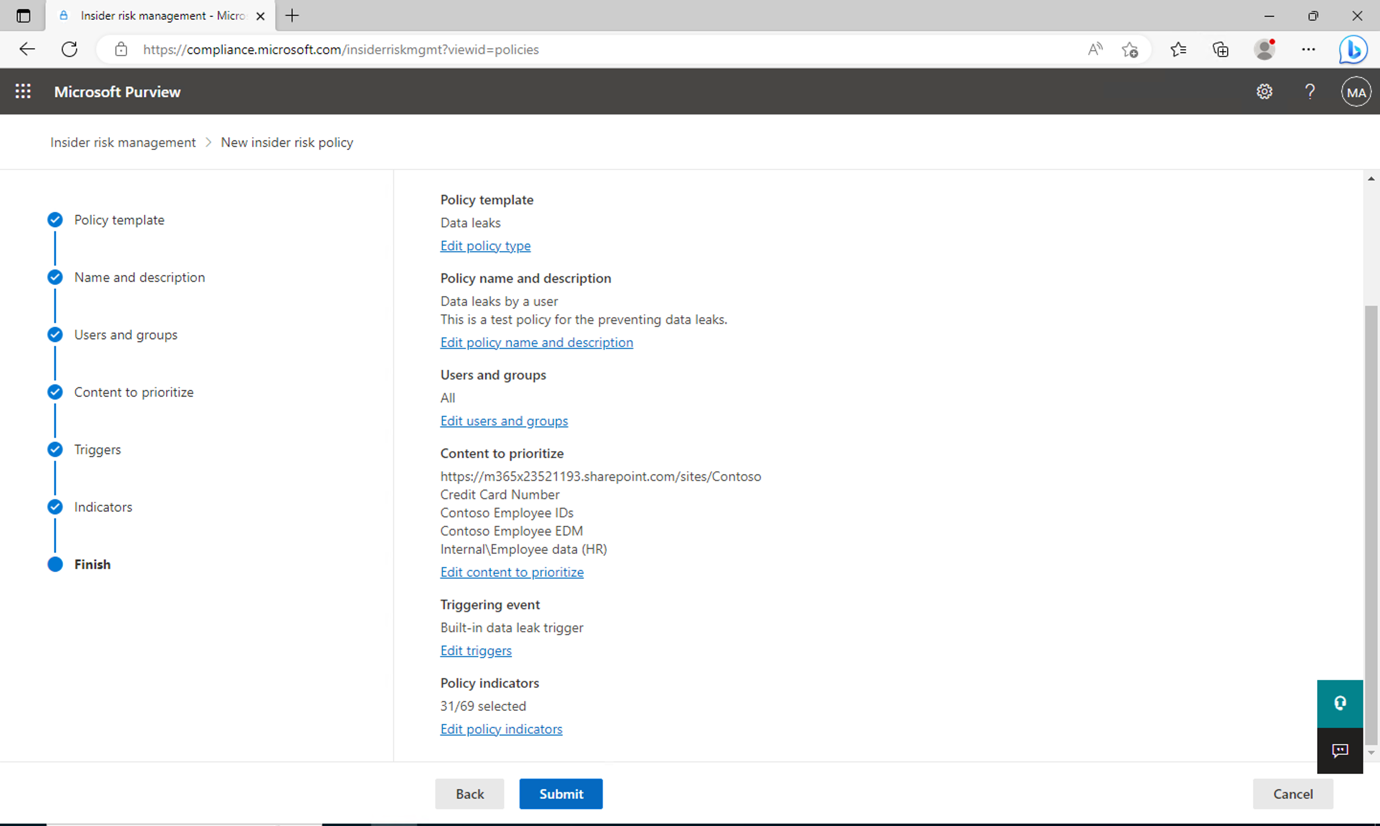 Insider risk management - Micro
https://compliance.microsoft.com/insiderriskmgmt?viewid=policies
Microsoft Purview
?
MA
Insider risk management > New insider risk policy
Policy template
Name and description
Users and groups
Content to prioritize
Triggers
Indicators
Finish
Policy template
Data leaks
Edit policy type
Policy name and description
Data leaks by a user
This is a test policy for the preventing data leaks.
Edit policy name and description
Users and groups
All
Edit users and groups
Content to prioritize
https://m365x23521193.sharepoint.com/sites/Contoso
Credit Card Number
Contoso Employee IDs
Contoso Employee EDM
Internal\Employee data (HR)
Edit content to prioritize
Triggering event
Built-in data leak trigger
Edit triggers
Policy indicators
31/69 selected
Edit policy indicators
Back
Submit
Cancel